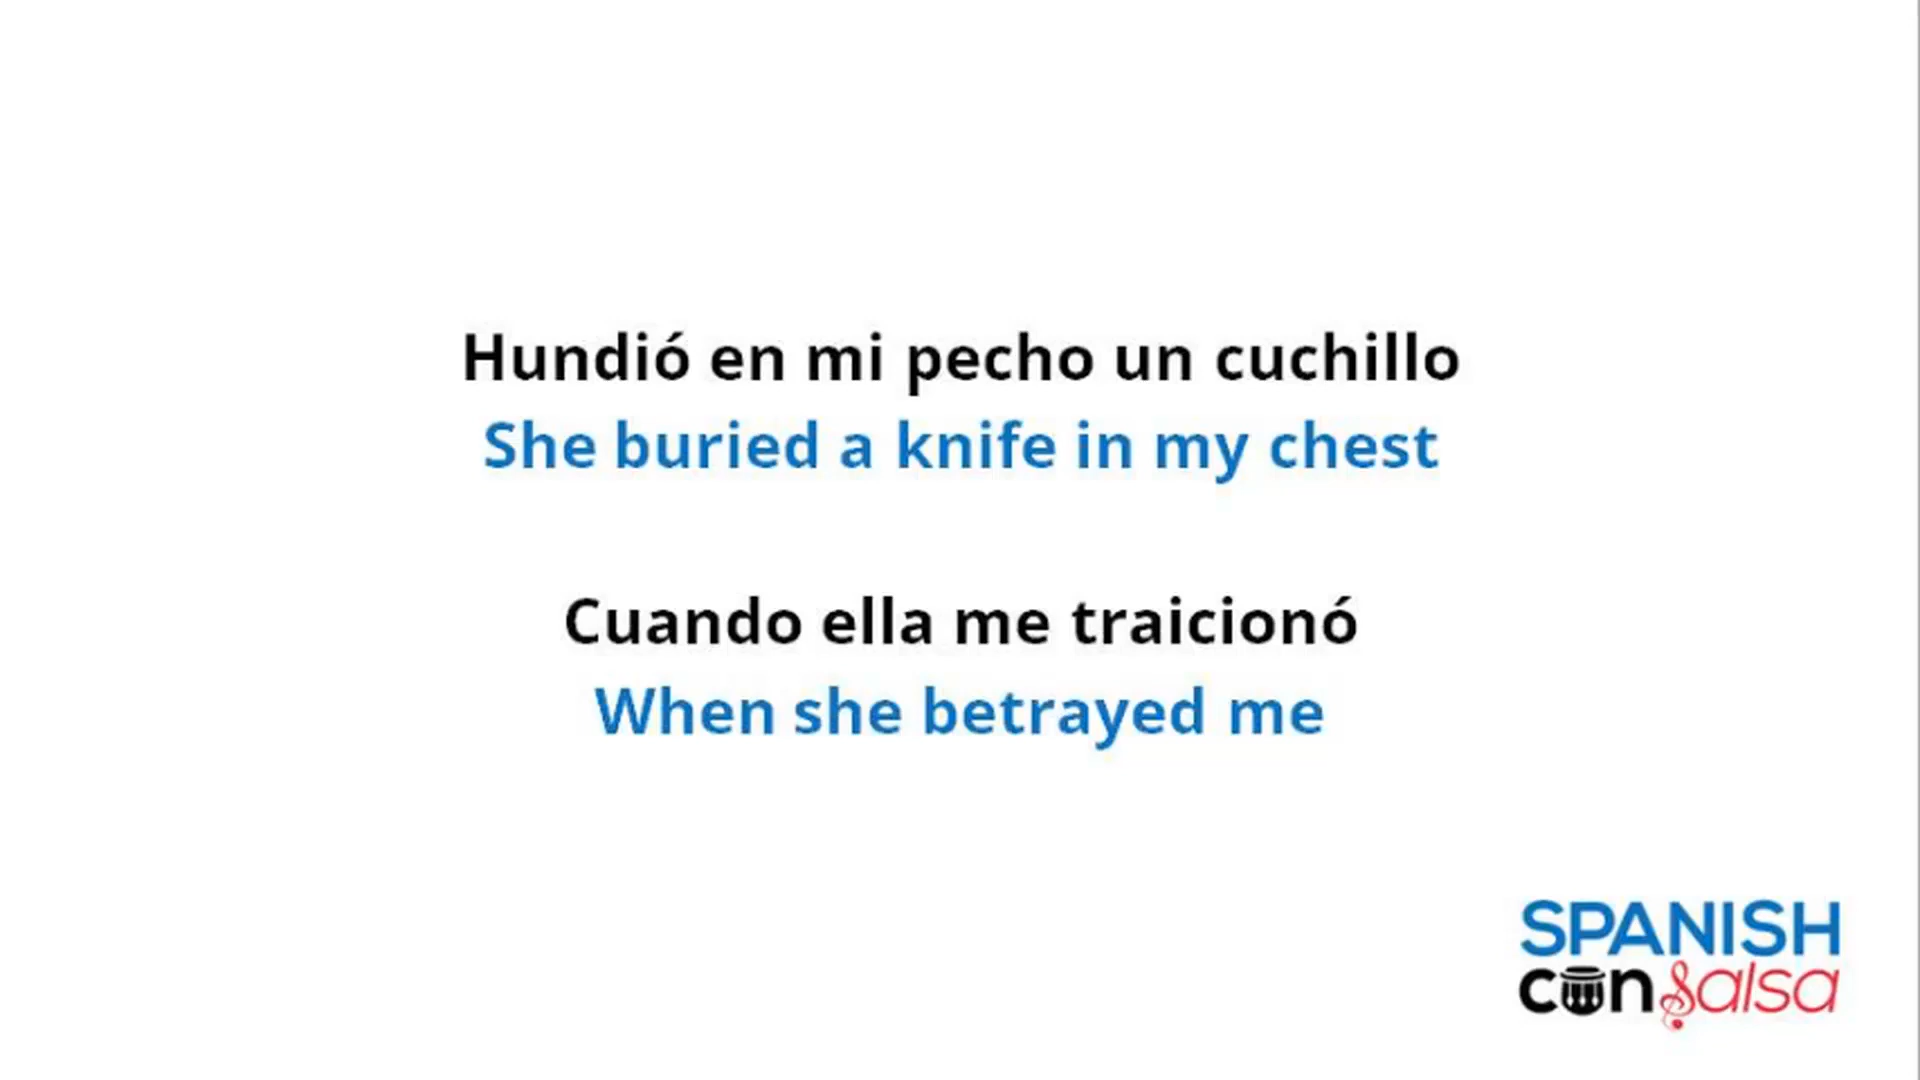 Hundió en mi pecho un cuchillo
She buried a knife in my chest
Cuando ella me traicionó
When she betrayed me
SPANISH
con salsa